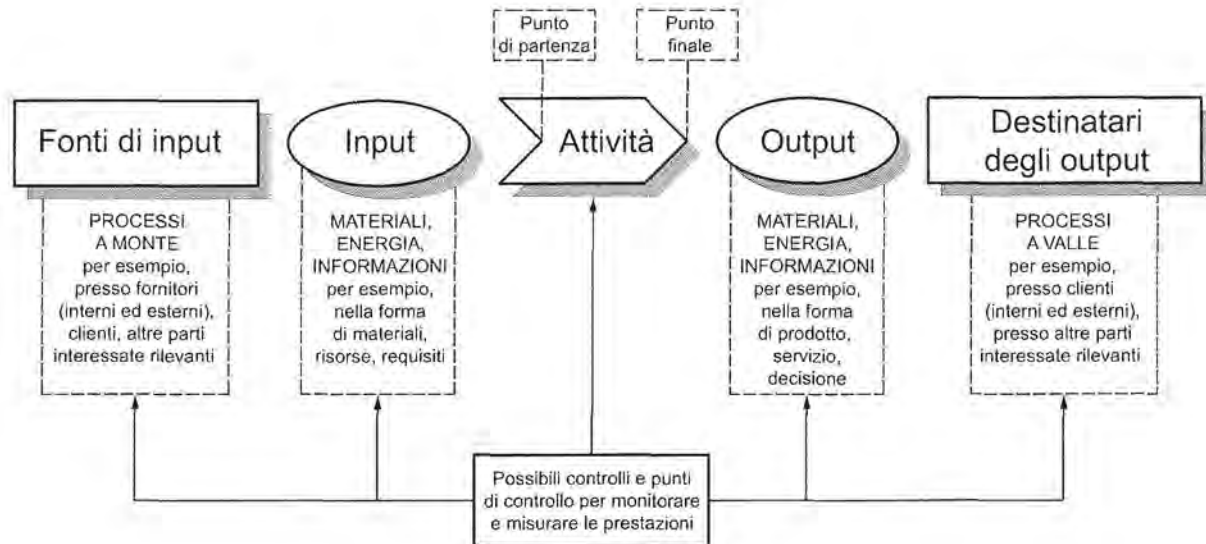 Punto
di partenza
Punto
finale
Fonti di input
Input
Attività
Output
Destinatari
degli output
PROCESSI
A MONTE
per esempio,
presso fornitori
(interni ed esterni),
clienti, altre parti
interessate rilevanti
MATERIALI,
ENERGIA,
INFORMAZIONI
per esempio,
nella forma
di materiali,
risorse, requisiti
MATERIALI,
ENERGIA,
INFORMAZIONI
per esempio,
nella forma
di prodotto,
servizio,
decisione
PROCESSI
A VALLE
per esempio,
presso clienti
(interni ed esterni),
presso altre parti
interessate rilevanti
Possibili controlli e punti
di controllo per monitorare
e misurare le prestazioni